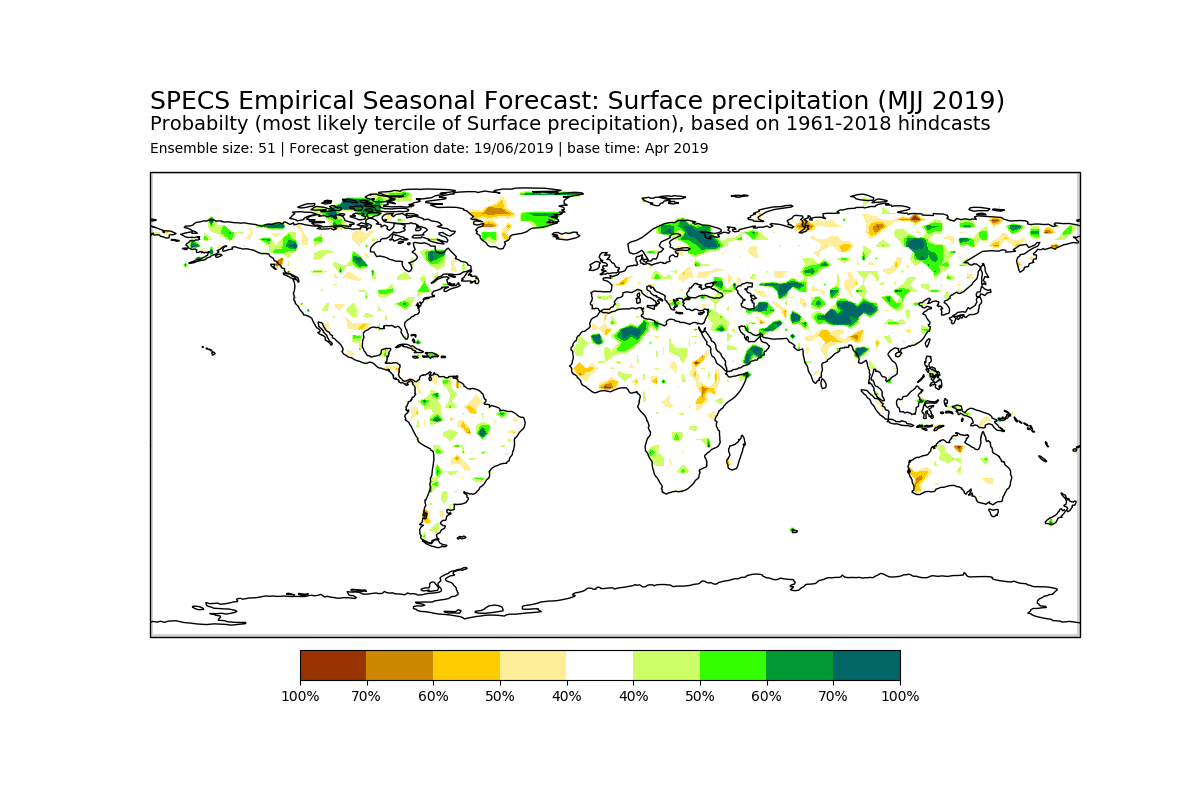 SPECS Empirical Seasonal Forecast: Surface precipitation (MJJ 2019)
Probabilty (most likely tercile of Surface precipitation), based on 1961-2018 hindcasts
Ensemble size: 51 | Forecast generation date: 19/06/2019 | base time: Apr 2019
100% 70% 60% 50% 40% 40% 50% 60% 70% 100%